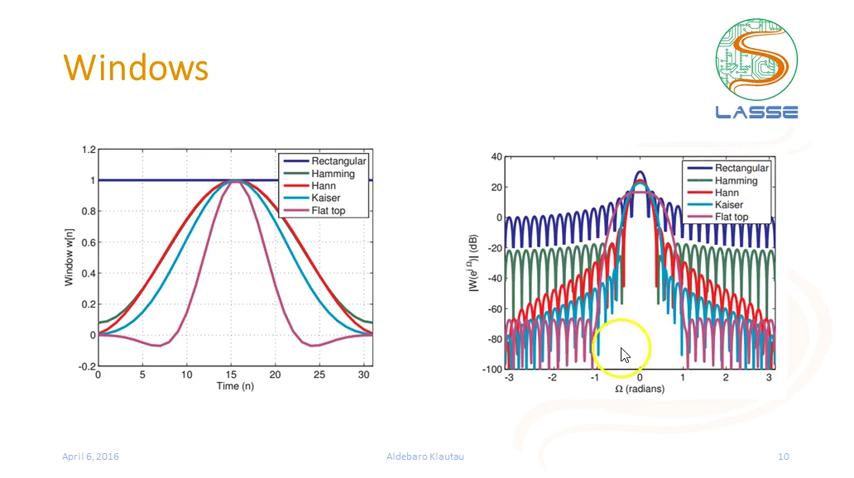 Windows
LASSE
1.2
1
0.8
0.6
0.4
0.2
0
-0.2
Window w[n]
0 5 10 15 20 25 30
Time (n)
Rectangular
Hamming
Hann
Kaiser
Flat top
40
20
0
-20
-40
-60
-80
-100
|W(e^{jΩ})| (dB)
-3 -2 -1 0 1 2 3
Ω (radians)
Rectangular
Hamming
Hann
Kaiser
Flat top
April 6, 2016 Aldebaro Klautau 10